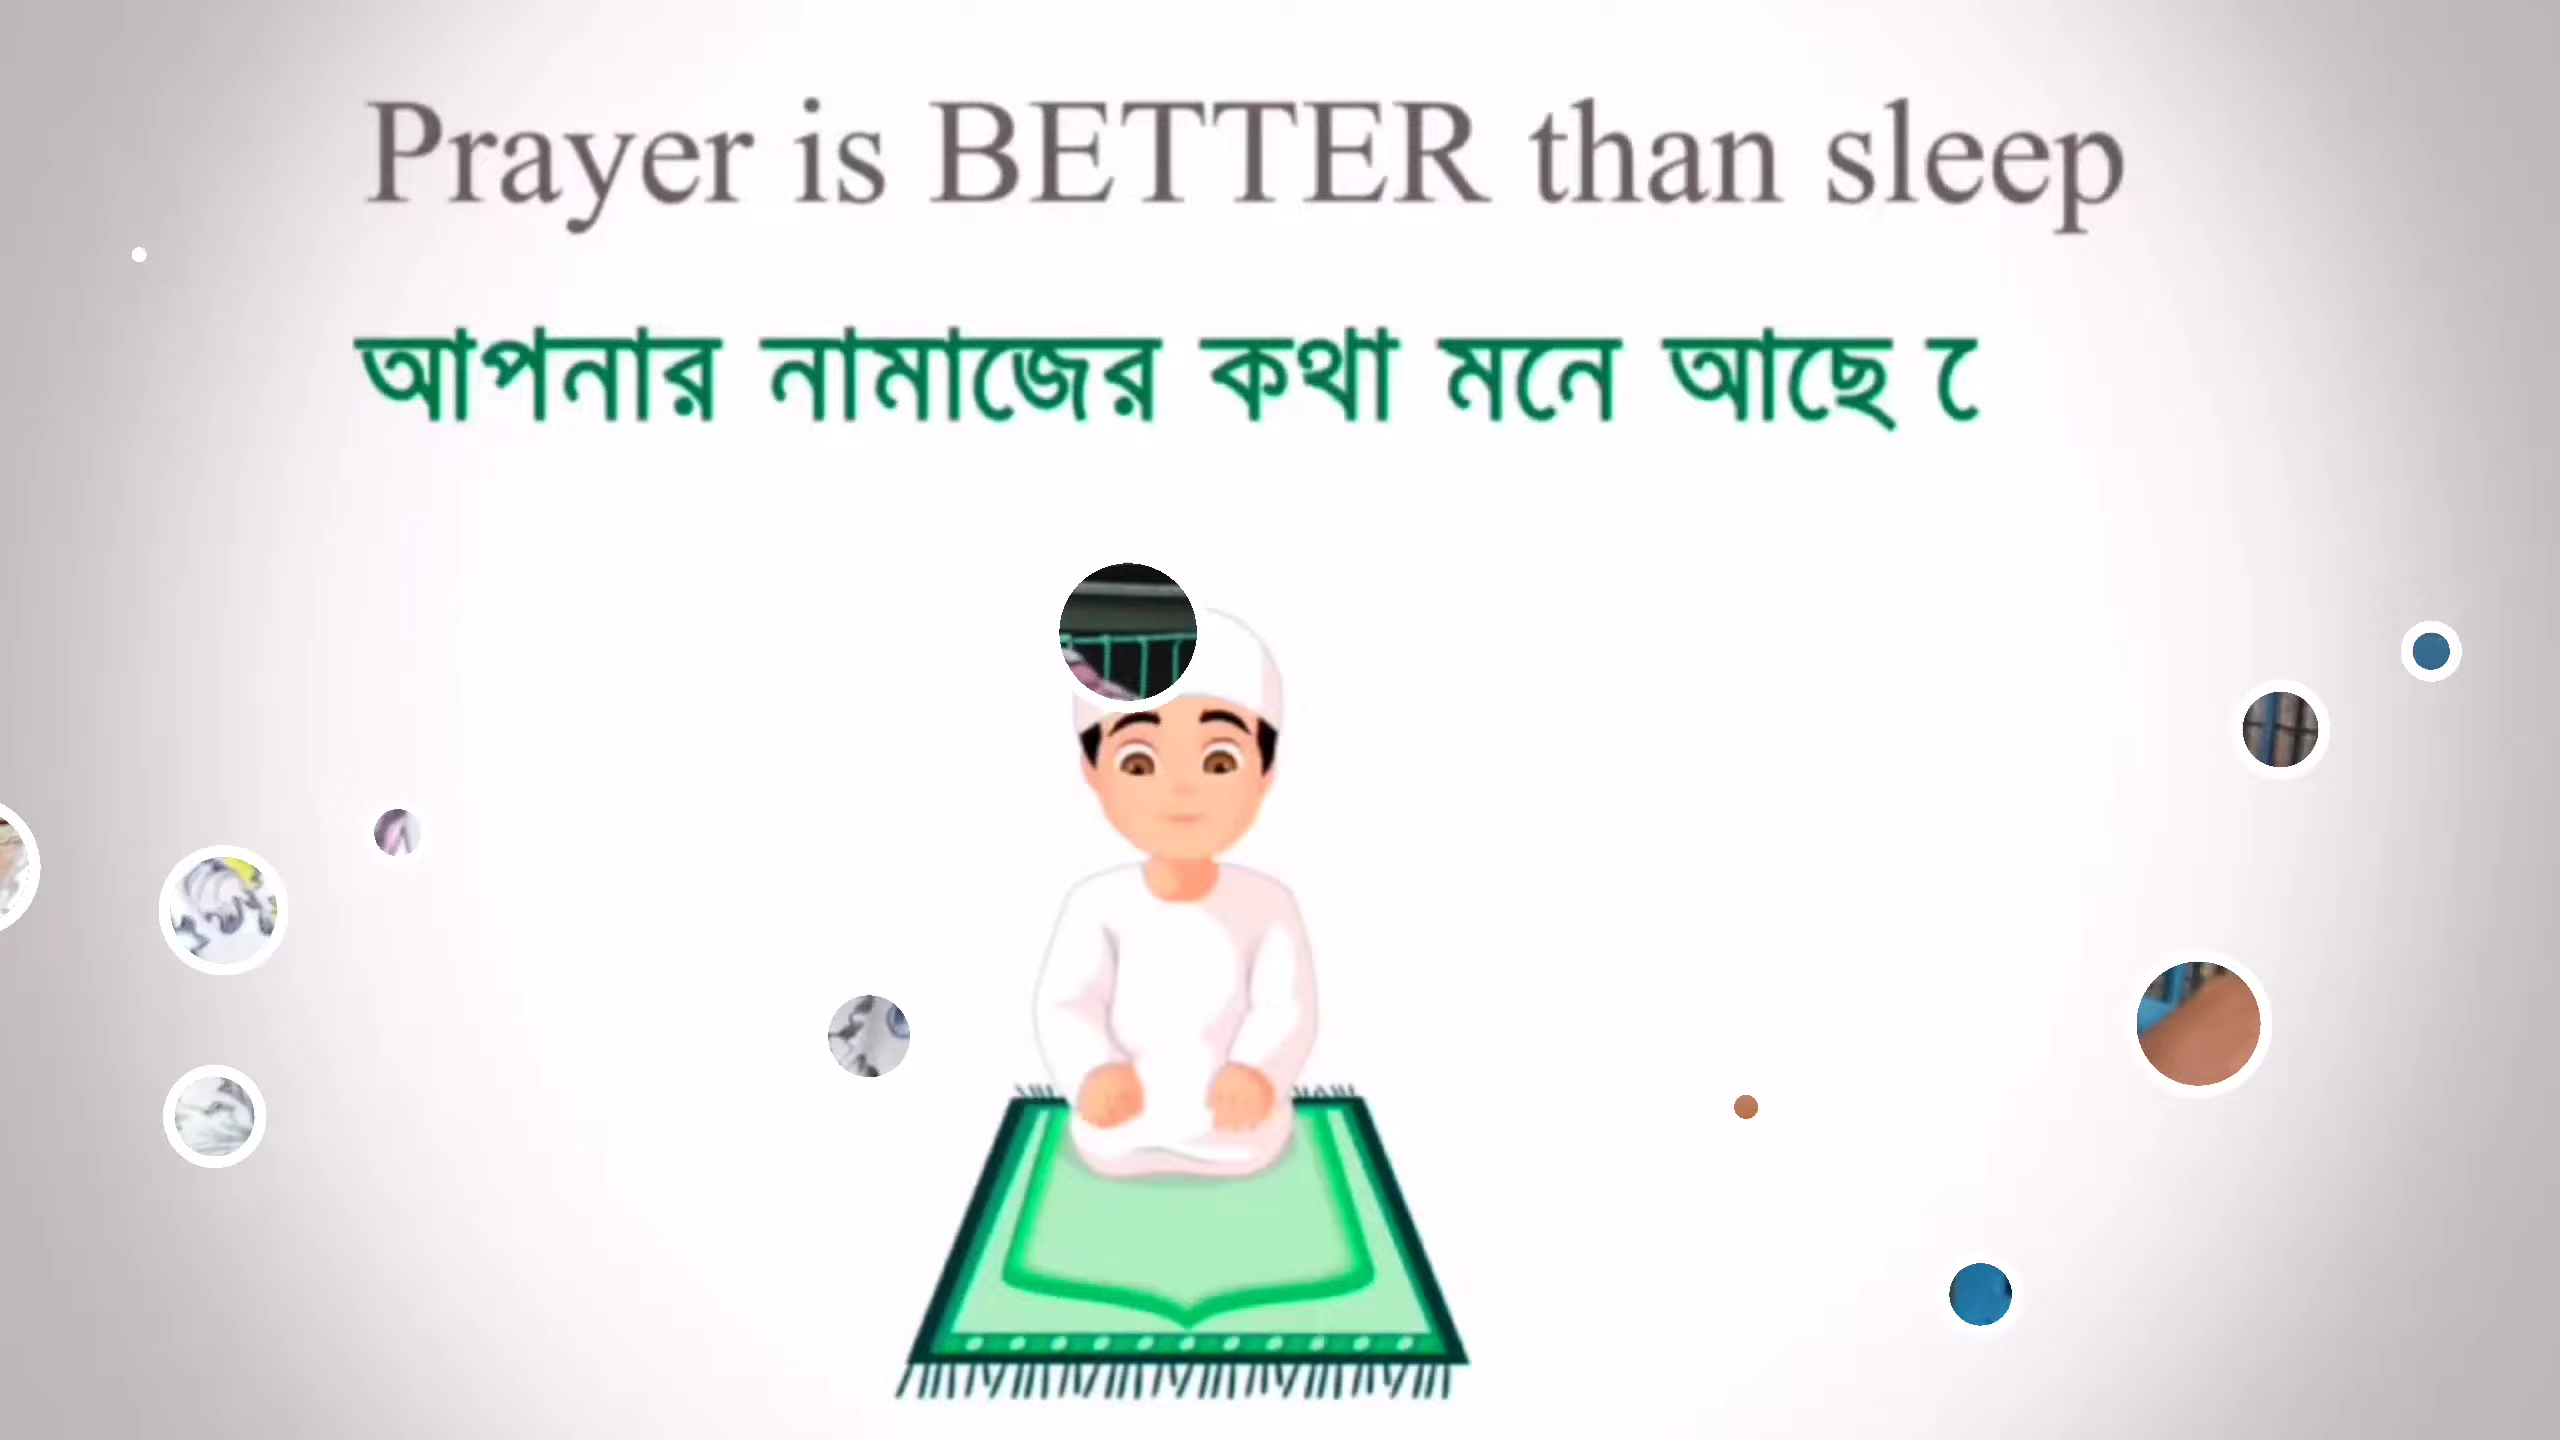 Prayer is BETTER than sleep
আপনার নামাজের কথা মনে আছে ে